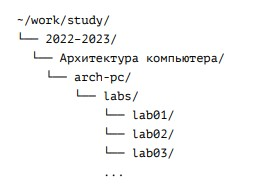 ~/work/study/
└── 2022–2023/
└── Архитектура компьютера/
└── arch-pc/
└── labs/
└── lab01/
└── lab02/
└── lab03/
...